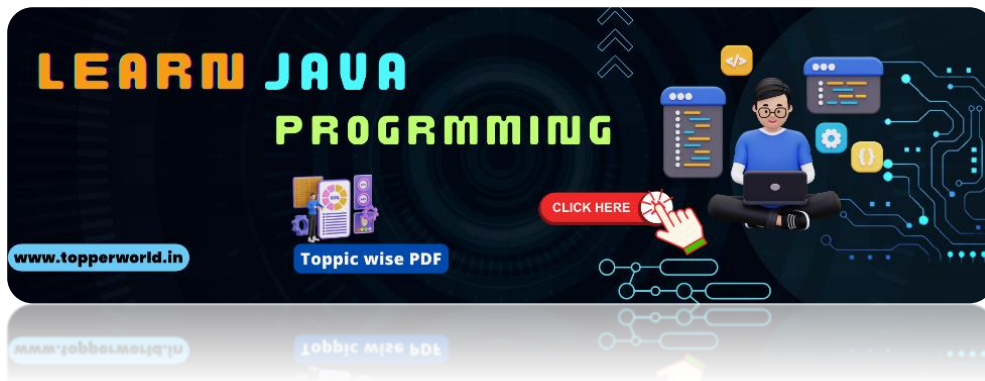 LEARN JAVA
PROGRMMING
CLICK HERE
www.topperworld.in
Toppic wise PDF